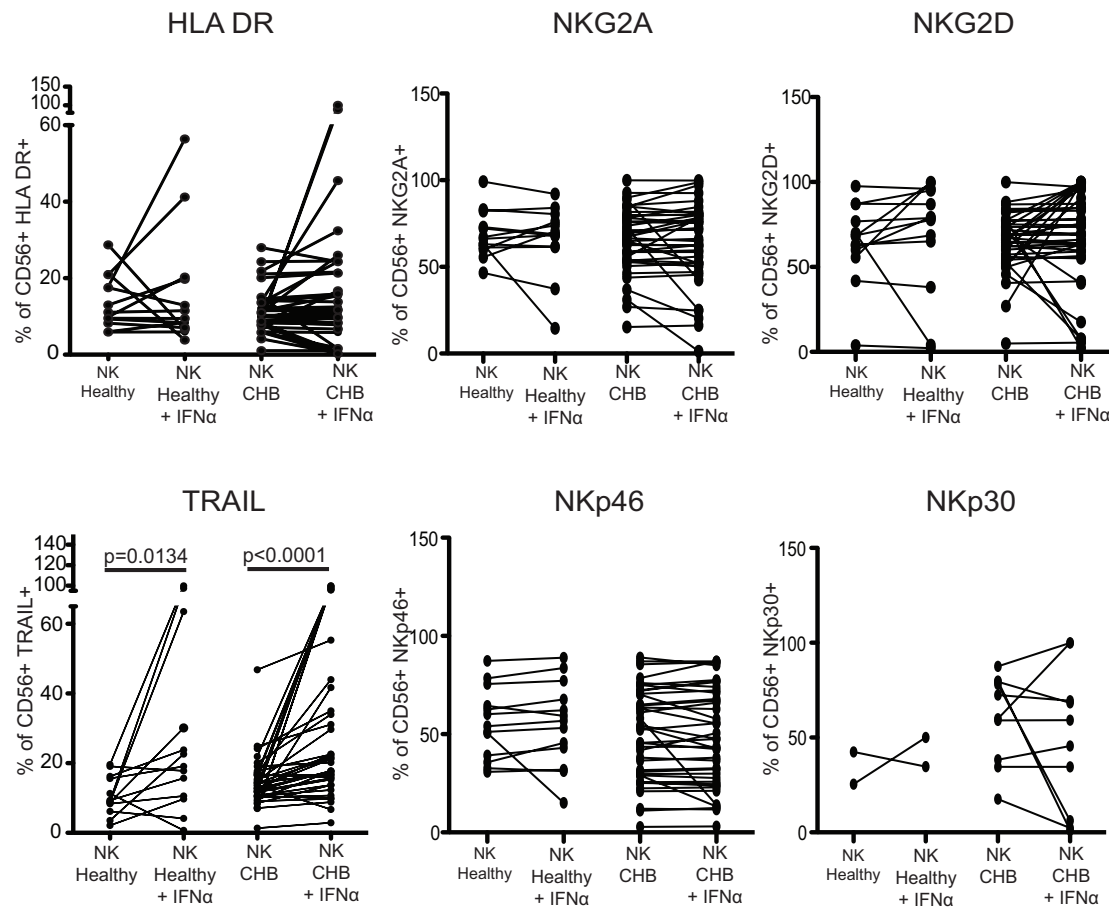 HLA DR
NKG2A
NKG2D
% of CD56+ HLA DR+
150
100
60
40
20
0
NK
Healthy
NK
Healthy
+ IFNα
NK
CHB
NK
CHB
+ IFNα
% of CD56+ NKG2A+
150
100
50
0
NK
Healthy
NK
Healthy
+ IFNα
NK
CHB
NK
CHB
+ IFNα
% of CD56+ NKG2D+
150
100
50
0
NK
Healthy
NK
Healthy
+ IFNα
NK
CHB
NK
CHB
+ IFNα
TRAIL
NKp46
NKp30
% of CD56+ TRAIL+
140
120
100
60
40
20
0
p=0.0134
p<0.0001
NK
Healthy
NK
Healthy
+ IFNα
NK
CHB
NK
CHB
+ IFNα
% of CD56+ NKp46+
150
100
50
0
NK
Healthy
NK
Healthy
+ IFNα
NK
CHB
NK
CHB
+ IFNα
% of CD56+ NKp30+
150
100
50
0
NK
Healthy
NK
Healthy
+ IFNα
NK
CHB
NK
CHB
+ IFNα